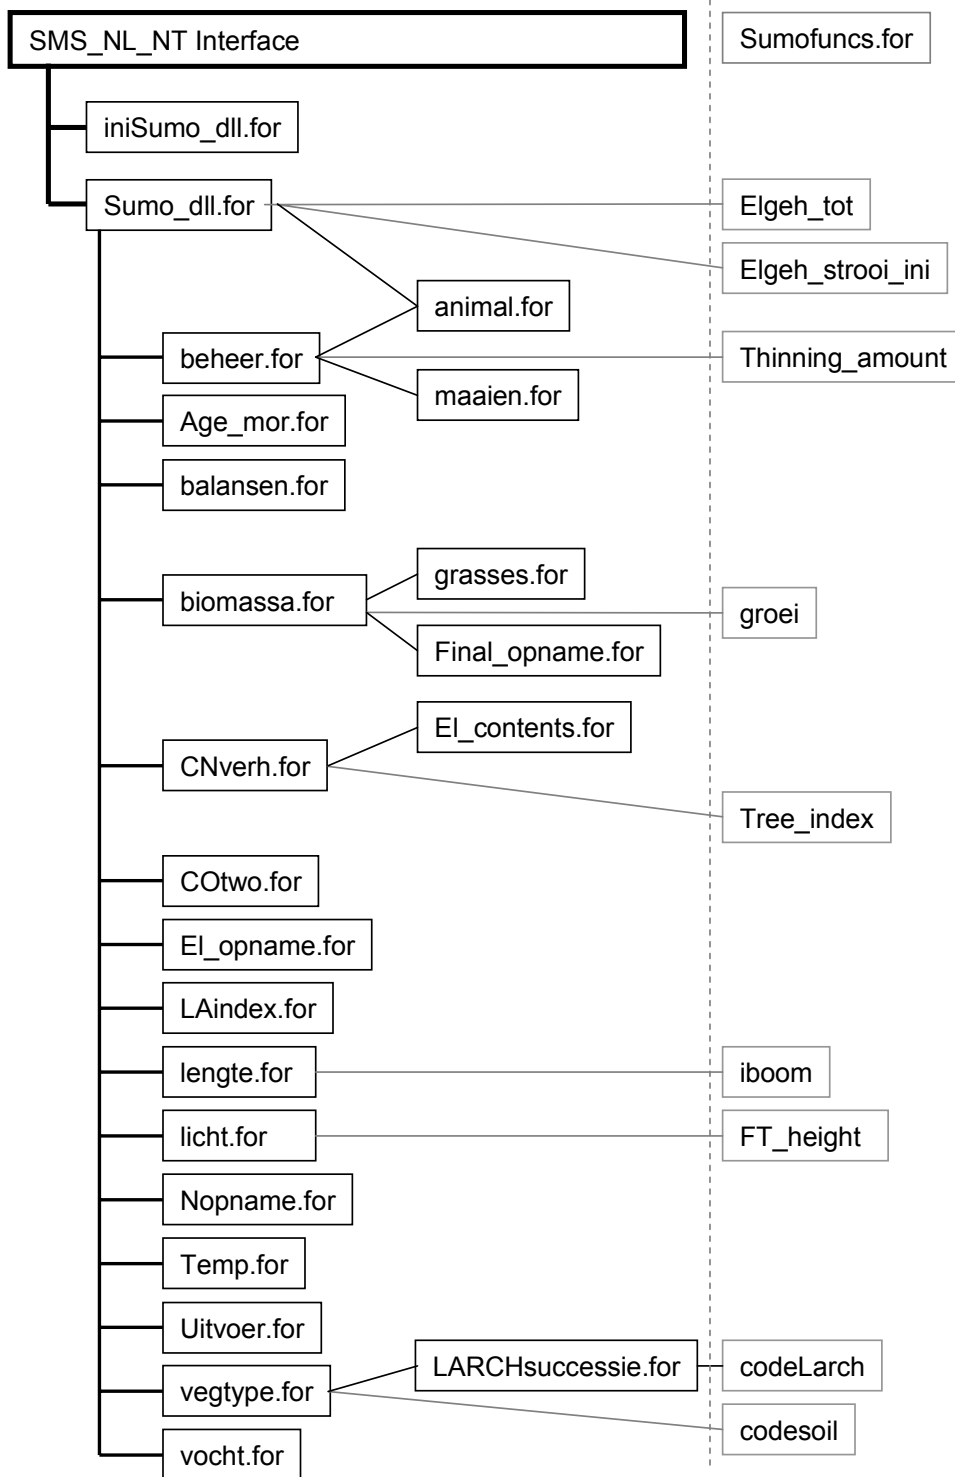 SMS_NL_NT Interface
Sumofuncs.for
iniSumo_dll.for
Sumo_dll.for
Elgeh_tot
Elgeh_strooi_ini
animal.for
beheer.for
Thinning_amount
maaien.for
Age_mor.for
balansen.for
grasses.for
biomassa.for
groei
Final_opname.for
El_contents.for
CNverh.for
Tree_index
COtwo.for
El_opname.for
LAindex.for
lengte.for
iboom
licht.for
FT_height
Nopname.for
Temp.for
Uitvoer.for
LARCHsuccessie.for
codeLarch
vegtype.for
codesoil
vocht.for